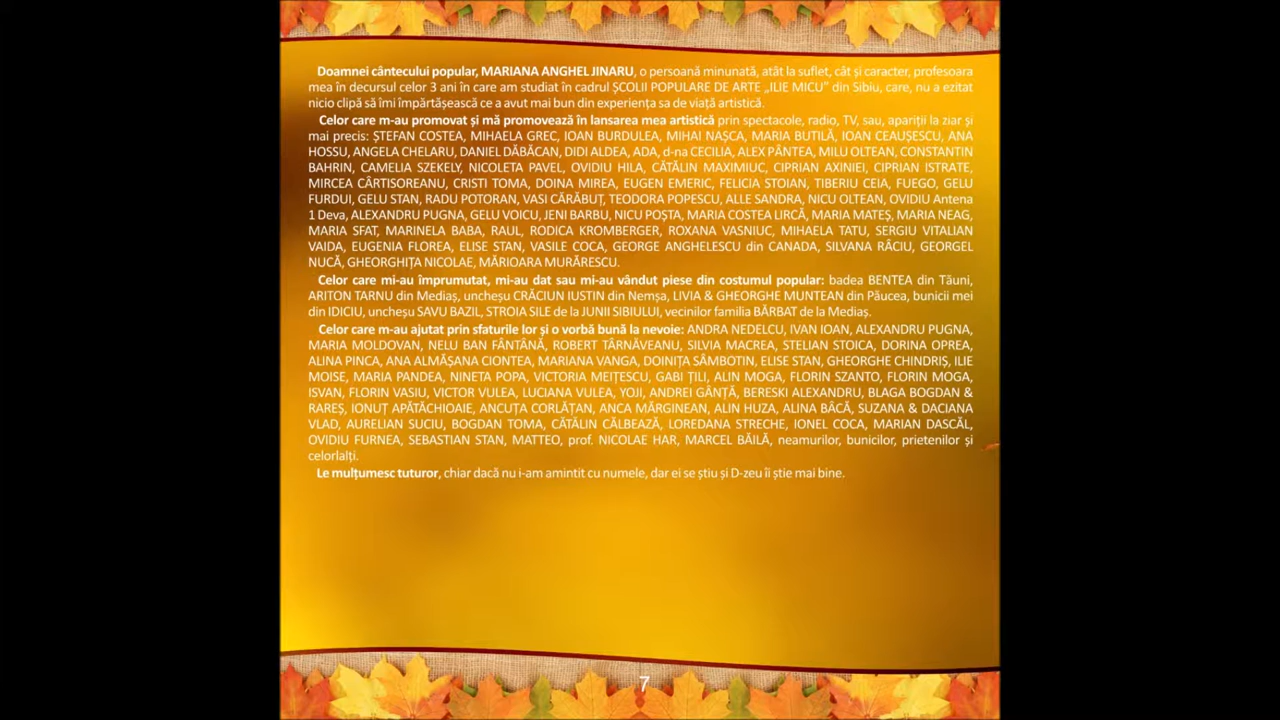 Doamnei cântecului popular, MARIANA ANGHEL JINARU, o persoană minunată, atât la suflet, cât și caracter, profesoara
mea în decursul celor 3 ani în care am studiat în cadrul ȘCOLII POPULARE DE ARTE „ILIE MICU” din Sibiu, care, nu a ezitat
nicio clipă să îmi împărtășească ce a avut mai bun din experiența sa de viață artistică.
Celor care m-au promovat și mă promovează în lansarea mea artistică prin spectacole, radio, TV, sau, apariții la ziar și
mai precis: ȘTEFAN COSTEA, MIHAELA GREC, IOAN BURDULEA, MIHAI NAȘCA, MARIA BUTILĂ, IOAN CEAUȘESCU, ANA
HOSSU, ANGELA CHELARU, DANIEL DĂBĂCAN, DIDI ALDEA, ADA, d-na CECILIA, ALEX PÂNTEA, MILU OLTEAN, CONSTANTIN
BAHRIN, CAMELIA SZEKELY, NICOLETA PAVEL, OVIDIU HILA, CĂTĂLIN MAXIMIUC, CIPRIAN AXINIEI, CIPRIAN ISTRATE,
MIRCEA CÂRTISOREANU, CRISTI TOMA, DOINA MIREA, EUGEN EMERIC, FELICIA STOIAN, TIBERIU CEIA, FUEGO, GELU
FURDUI, GELU STAN, RADU POTORAN, VASI CĂRĂBUȚ, TEODORA POPESCU, ALLE SANDRA, NICU OLTEAN, OVIDIU Antena
1 Deva, ALEXANDRU PUGNA, GELU VOICU, JENI BARBU, NICU POȘTA, MARIA COSTEA LIRCĂ, MARIA MATEȘ, MARIA NEAG,
MARIA SFAT, MARINELA BABA, RAUL, RODICA KROMBERGER, ROXANA VASNIUC, MIHAELA TATU, SERGIU VITALIAN
VAIDA, EUGENIA FLOREA, ELISE STAN, VASILE COCA, GEORGE ANGHELESCU din CANADA, SILVANA RÂCIU, GEORGEL
NUCĂ, GHEORGHIȚA NICOLAE, MĂRIOARA MURĂRESCU.
Celor care mi-au împrumutat, mi-au dat sau mi-au vândut piese din costumul popular: badea BENTEA din Tăuni,
ARITON TARNU din Mediaș, uncheșu CRĂCIUN IUSTIN din Nemșa, LIVIA & GHEORGHE MUNTEAN din Păucea, bunicii mei
din IDICIU, uncheșu SAVU BAZIL, STROIA SILE de la JUNII SIBIULUI, vecinilor familia BĂRBAT de la Mediaș.
Celor care m-au ajutat prin sfaturile lor și o vorbă bună la nevoie: ANDRA NEDELCU, IVAN IOAN, ALEXANDRU PUGNA,
MARIA MOLDOVAN, NELU BAN FÂNTÂNĂ, ROBERT TÂRNĂVEANU, SILVIA MACREA, STELIAN STOICA, DORINA OPREA,
ALINA PINCA, ANA ALMĂȘANA CIONTEA, MARIANA VANGA, DOINIȚA SÂMBOTIN, ELISE STAN, GHEORGHE CHINDRIȘ, ILIE
MOISE, MARIA PANDEA, NINETA POPA, VICTORIA MEIȚESCU, GABI ȚILI, ALIN MOGA, FLORIN SZANTO, FLORIN MOGA,
ISVAN, FLORIN VASIU, VICTOR VULEA, LUCIANA VULEA, YOJI, ANDREI GÂNȚĂ, BERESKI ALEXANDRU, BLAGA BOGDAN &
RAREȘ, IONUȚ APĂTĂCHIOAIE, ANCUȚA CORLĂȚAN, ANCA MĂRGINEAN, ALIN HUZA, ALINA BÂCĂ, SUZANA & DACIANA
VLAD, AURELIAN SUCIU, BOGDAN TOMA, CĂTĂLIN CĂLBEAZĂ, LOREDANA STRECHE, IONEL COCA, MARIAN DASCĂL,
OVIDIU FURNEA, SEBASTIAN STAN, MATTEO, prof. NICOLAE HAR, MARCEL BĂILĂ, neamurilor, bunicilor, prietenilor și
celorlalți.
Le mulțumesc tuturor, chiar dacă nu i-am amintit cu numele, dar ei se știu și D-zeu îi știe mai bine.
7